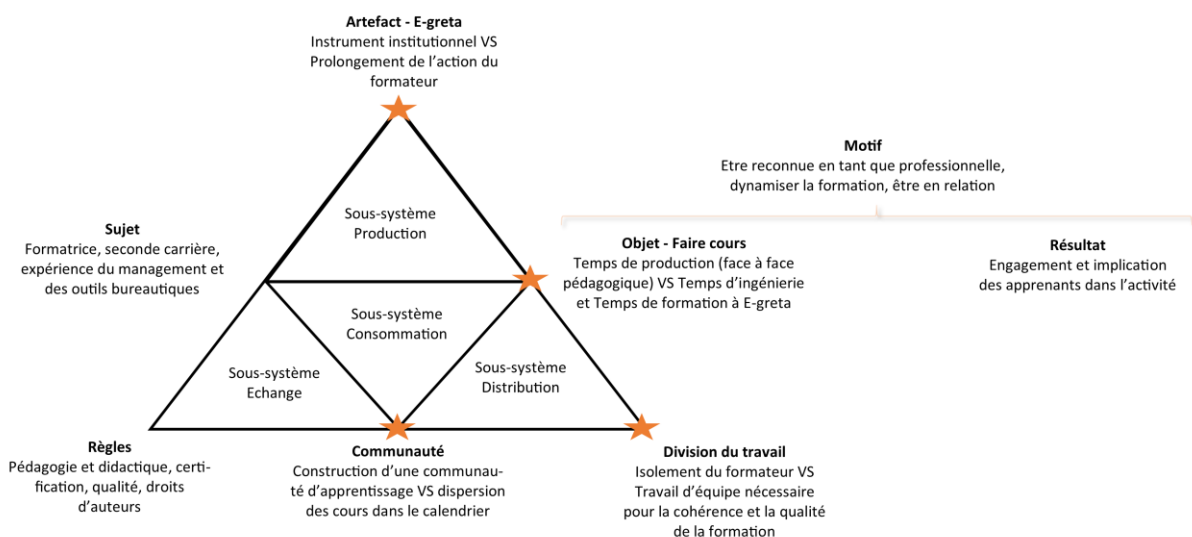 Artefact - E-greta
Instrument institutionnel VS
Prolongement de l'action du
formateur
Motif
Etre reconnue en tant que professionnelle,
dynamiser la formation, être en relation
Sous-système
Production
Sujet
Formatrice, seconde carrière,
expérience du management et
des outils bureautiques
Objet - Faire cours
Temps de production (face à face
pédagogique) VS Temps d'ingénierie
et Temps de formation à E-greta
Résultat
Engagement et implication
des apprenants dans l'activité
Sous-système
Consommation
Sous-système
Echange
Sous-système
Distribution
Règles
Pédagogie et didactique, certi-
fication, qualité, droits
d'auteurs
Communauté
Construction d'une communau-
té d'apprentissage VS dispersion
des cours dans le calendrier
Division du travail
Isolement du formateur VS
Travail d'équipe nécessaire
pour la cohérence et la qualité
de la formation